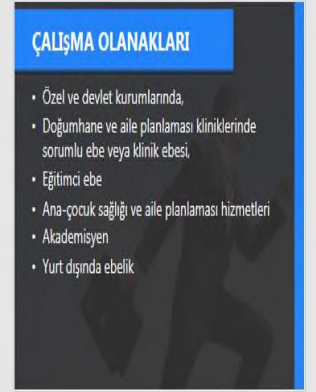 ÇALIŞMA OLANAKLARI
• Özel ve devlet kurumlarında,
• Doğumhane ve aile planlaması kliniklerinde
sorumlu ebe veya klinik ebesi,
• Eğitimci ebe
• Ana-çocuk sağlığı ve aile planlaması hizmetleri
• Akademisyen
• Yurt dışında ebelik